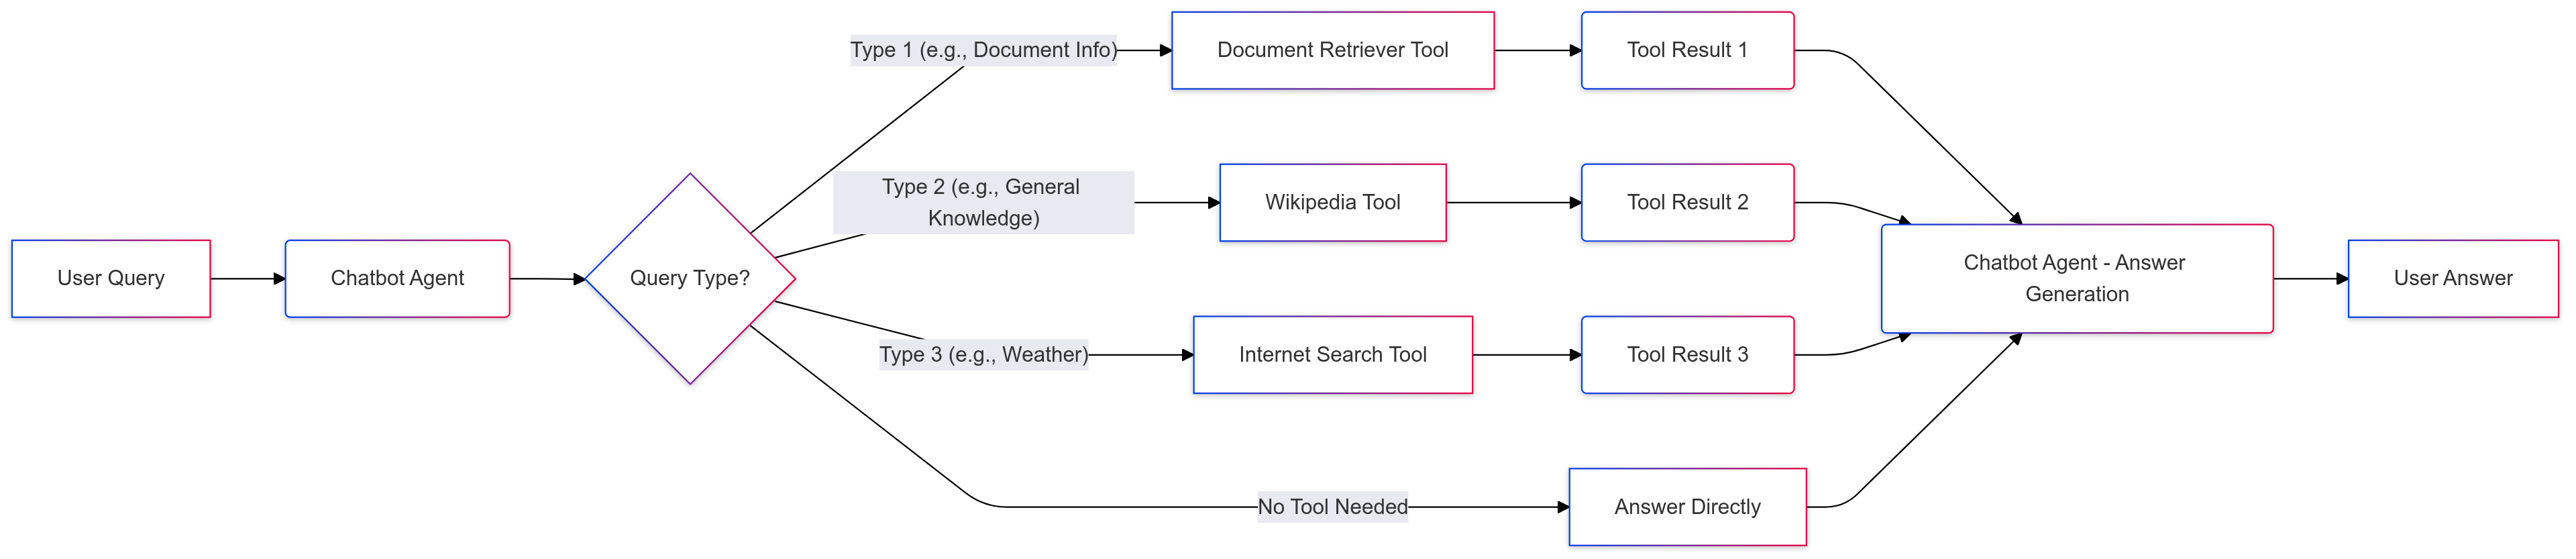 Type 1 (e.g., Document Info)
Document Retriever Tool
Tool Result 1
Type 2 (e.g., General
Knowledge)
Wikipedia Tool
Tool Result 2
User Query
Chatbot Agent
Query Type?
Chatbot Agent - Answer
Generation
User Answer
Type 3 (e.g., Weather)
Internet Search Tool
Tool Result 3
No Tool Needed
Answer Directly